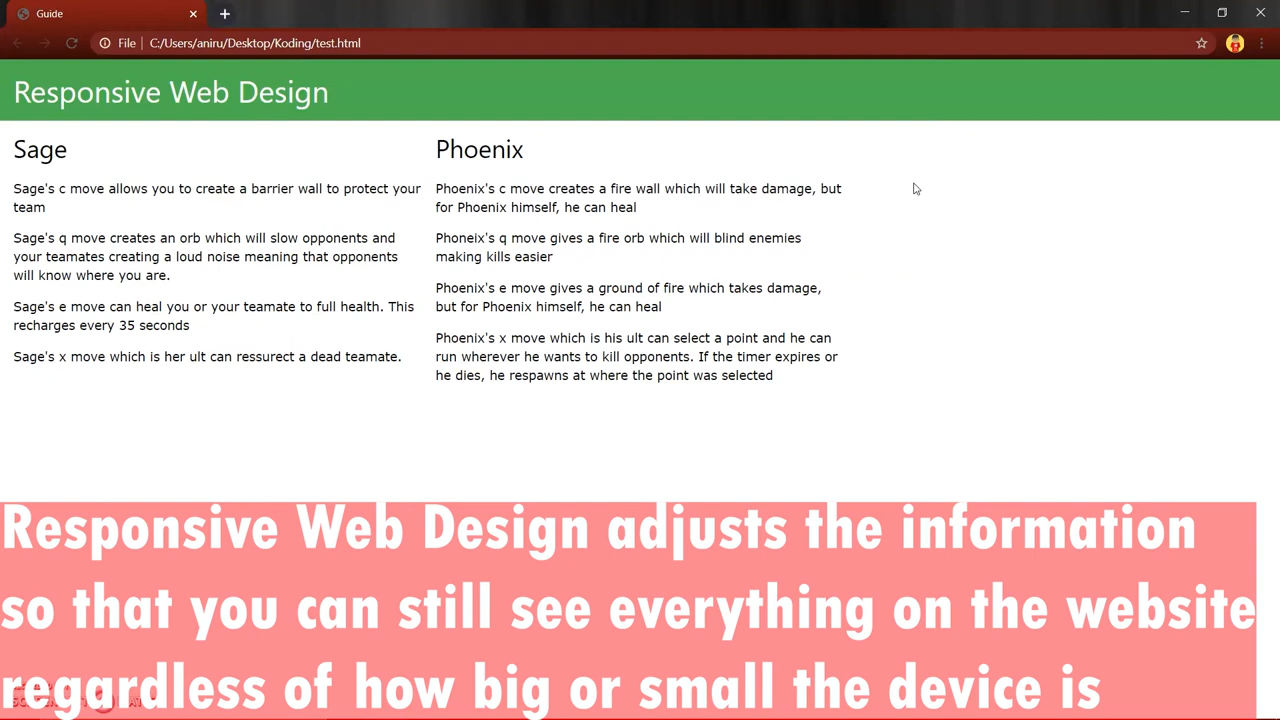 Guide
File C:/Users/aniru/Desktop/Koding/test.html
Responsive Web Design
Sage
Sage's c move allows you to create a barrier wall to protect your
team
Sage's q move creates an orb which will slow opponents and
your teamates creating a loud noise meaning that opponents
will know where you are.
Sage's e move can heal you or your teamate to full health. This
recharges every 35 seconds
Sage's x move which is her ult can ressurect a dead teamate.
Phoenix
Phoenix's c move creates a fire wall which will take damage, but
for Phoenix himself, he can heal
Phoneix's q move gives a fire orb which will blind enemies
making kills easier
Phoenix's e move gives a ground of fire which takes damage,
but for Phoenix himself, he can heal
Phoenix's x move which is his ult can select a point and he can
run wherever he wants to kill opponents. If the timer expires or
he dies, he respawns at where the point was selected
Responsive Web Design adjusts the information
so that you can still see everything on the website
regardless of how big or small the device is